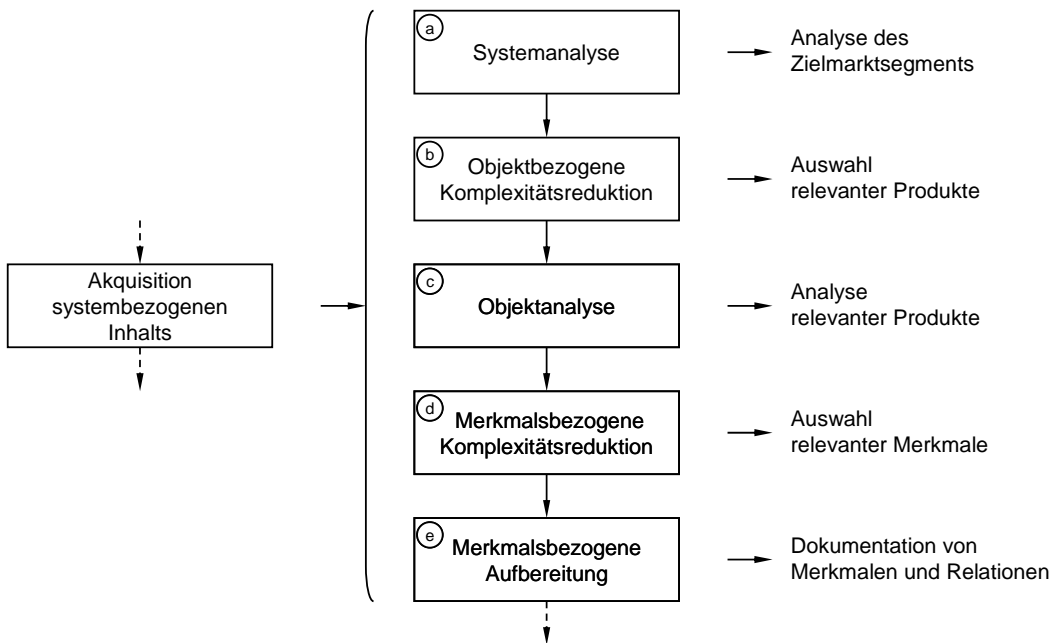 Akquisition
systembezogenen
Inhalts
a
Systemanalyse
Analyse des
Zielmarktsegments
b
Objektbezogene
Komplexitätsreduktion
Auswahl
relevanter Produkte
c
Objektanalyse
Analyse
relevanter Produkte
d
Merkmalsbezogene
Komplexitätsreduktion
Auswahl
relevanter Merkmale
e
Merkmalsbezogene
Aufbereitung
Dokumentation von
Merkmalen und Relationen